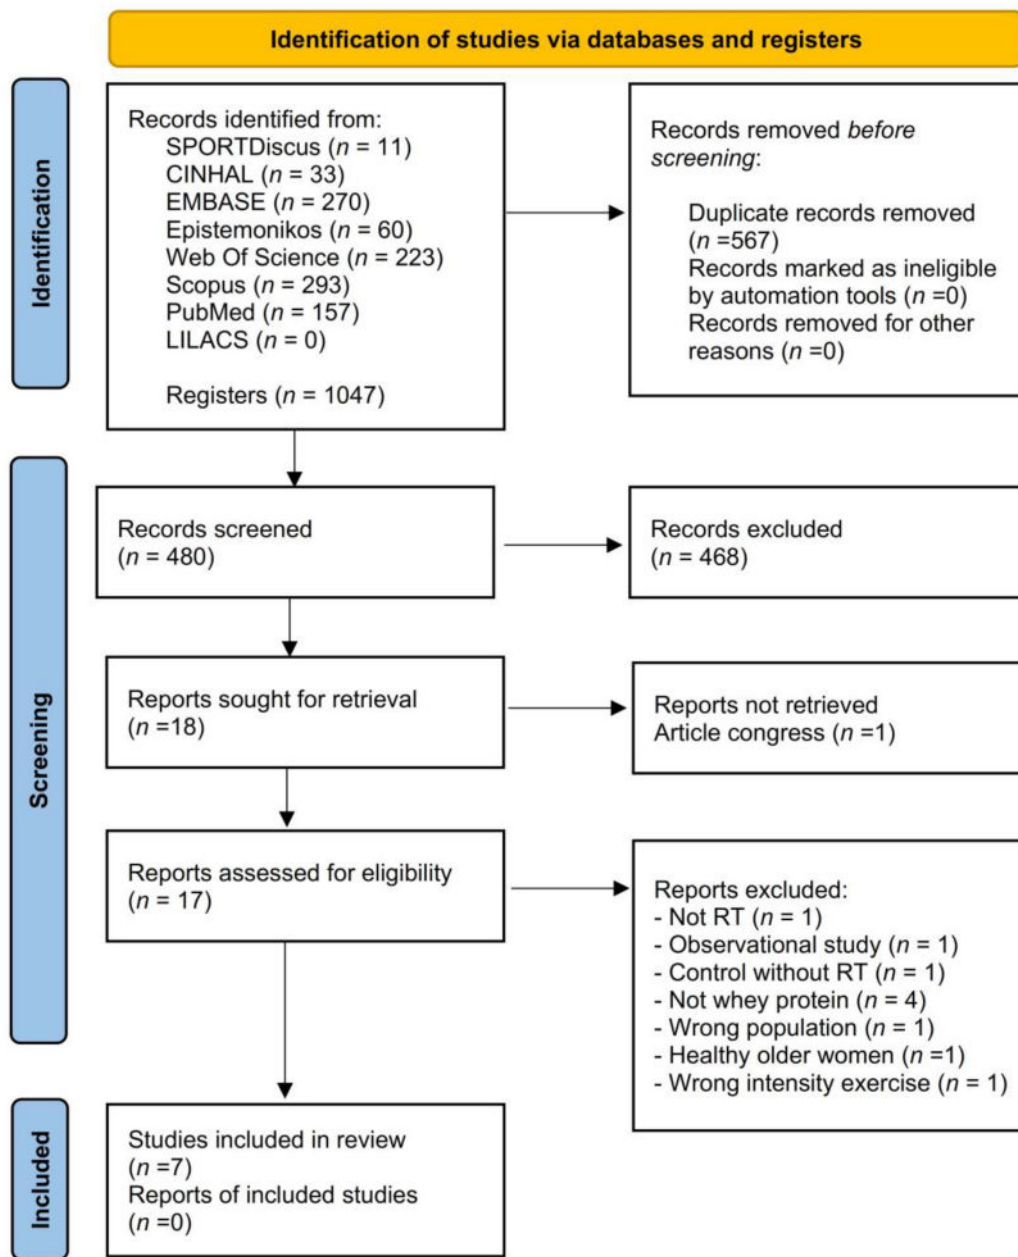 Identification of studies via databases and registers
Identification
Records identified from:
SPORTDiscus (n = 11)
CINHAL (n = 33)
EMBASE (n = 270)
Epistemonikos (n = 60)
Web Of Science (n = 223)
Scopus (n = 293)
PubMed (n = 157)
LILACS (n = 0)
Registers (n = 1047)
Records removed before
screening:
Duplicate records removed
(n =567)
Records marked as ineligible
by automation tools (n =0)
Records removed for other
reasons (n =0)
Screening
Records screened
(n = 480)
Records excluded
(n = 468)
Reports sought for retrieval
(n =18)
Reports not retrieved
Article congress (n =1)
Reports assessed for eligibility
(n = 17)
Reports excluded:
- Not RT (n = 1)
- Observational study (n = 1)
- Control without RT (n = 1)
- Not whey protein (n = 4)
- Wrong population (n = 1)
- Healthy older women (n =1)
- Wrong intensity exercise (n = 1)
Included
Studies included in review
(n =7)
Reports of included studies
(n =0)